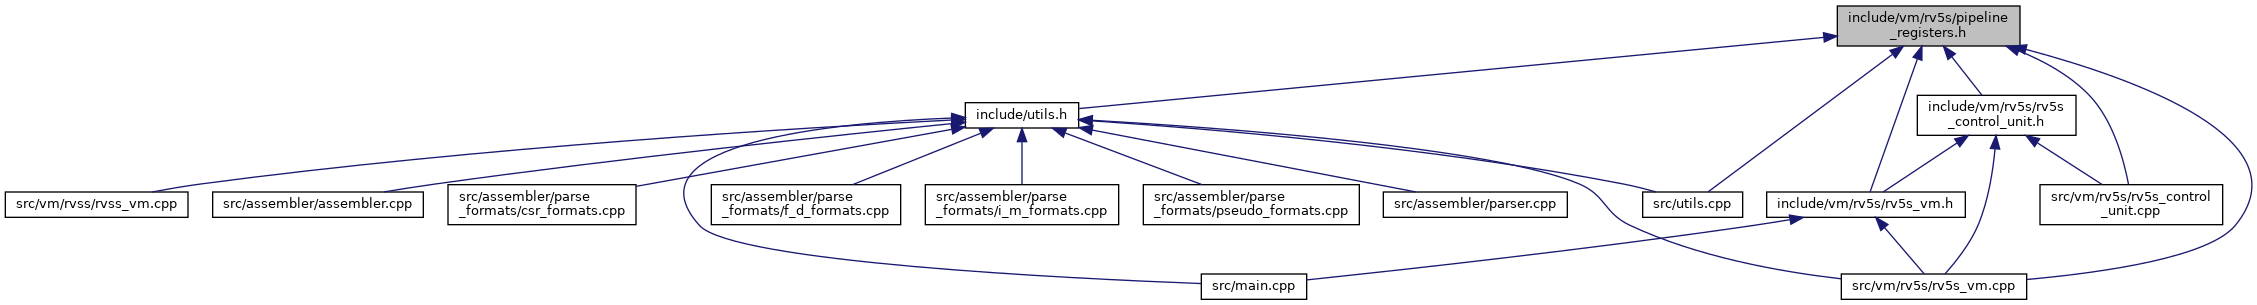 include/vm/rv5s/pipeline
_registers.h
include/utils.h
include/vm/rv5s/rv5s
_control_unit.h
src/vm/rvss/rvss_vm.cpp
src/assembler/assembler.cpp
src/assembler/parse
_formats/csr_formats.cpp
src/assembler/parse
_formats/f_d_formats.cpp
src/assembler/parse
_formats/i_m_formats.cpp
src/assembler/parse
_formats/pseudo_formats.cpp
src/assembler/parser.cpp
src/utils.cpp
include/vm/rv5s/rv5s_vm.h
src/vm/rv5s/rv5s_control
_unit.cpp
src/main.cpp
src/vm/rv5s/rv5s_vm.cpp